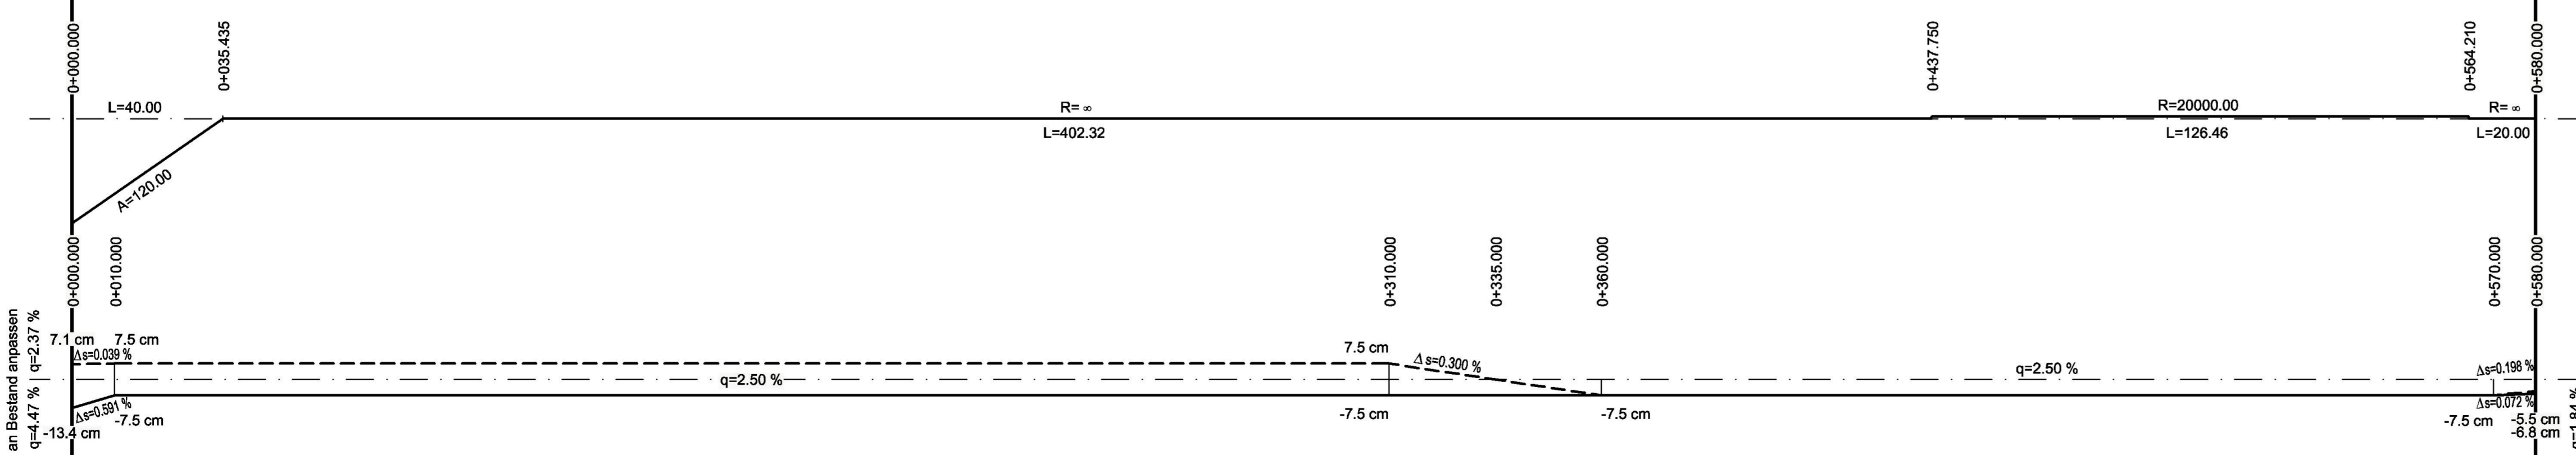 0+000.000
0+035.435
0+437.750
0+564.210
0+580.000
L=40.00
R= ∞
R=20000.00
R= ∞
L=402.32
L=126.46
L=20.00
A=120.00
0+000.000
0+010.000
0+310.000
0+335.000
0+360.000
0+570.000
0+580.000
an Bestand anpassen
q=4.47 % | q=2.37 %
7.1 cm
7.5 cm
Δs=0.039 %
7.5 cm
Δs=0.300 %
q=2.50 %
q=2.50 %
Δs=0.198 %
Δs=0.591 %
-7.5 cm
-13.4 cm
-7.5 cm
-7.5 cm
Δs=0.072 %
-7.5 cm
-5.5 cm
-6.8 cm
q=1.84 %